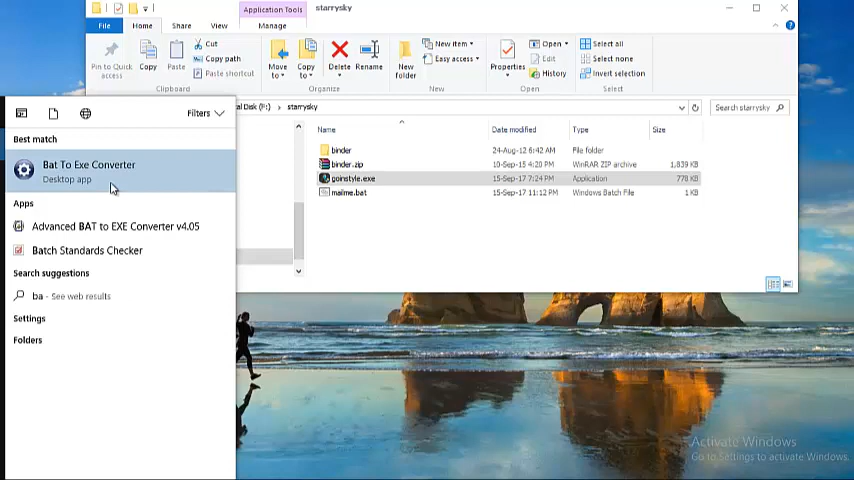 Application Tools
starrysky
File
Home
Share
View
Manage
Pin to Quick access
Copy
Paste
Cut
Copy path
Paste shortcut
Clipboard
Move to
Copy to
Delete
Rename
Organize
New folder
New item
Easy access
New
Properties
Open
Edit
History
Open
Select all
Select none
Invert selection
Select
al Disk (F:)
starrysky
Search starrysky
Name
Date modified
Type
Size
binder
24-Aug-12 6:42 AM
File folder
binder.zip
10-Sep-15 4:20 PM
WinRAR ZIP archive
1,839 KB
goinstyle.exe
15-Sep-17 7:24 PM
Application
778 KB
mailme.bat
15-Sep-17 11:12 PM
Windows Batch File
1 KB
Filters
Best match
Bat To Exe Converter
Desktop app
Apps
Advanced BAT to EXE Converter v4.05
Batch Standards Checker
Search suggestions
ba - See web results
Settings
Folders
Activate Windows
Go to Settings to activate Windows.